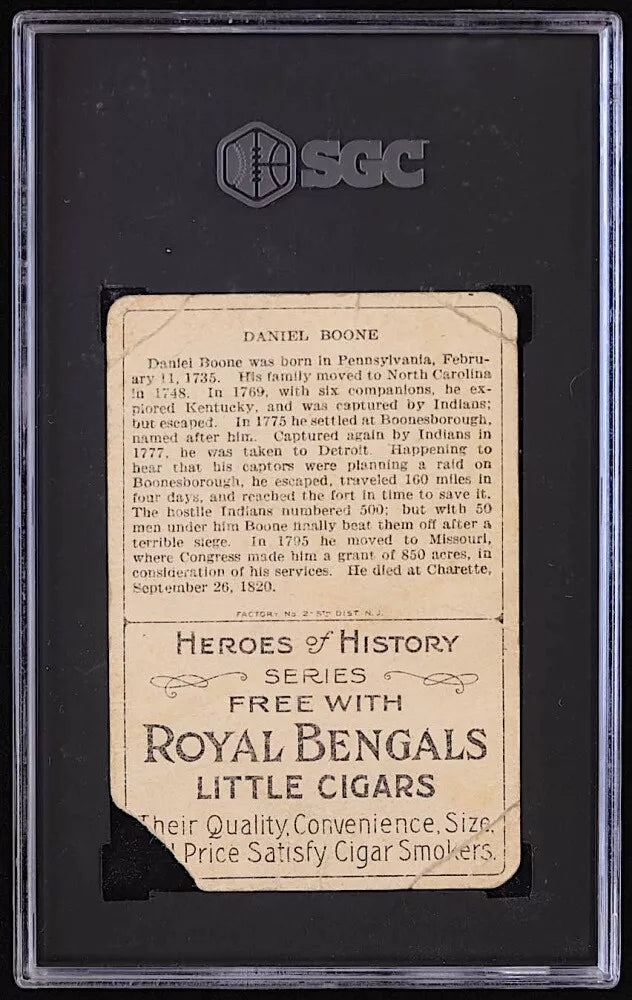 SGC
DANIEL BOONE
Daniel Boone was born in Pennsylvania, Febru-
ary 11, 1735. His family moved to North Carolina
in 1748. In 1769, with six companions, he ex-
plored Kentucky, and was captured by Indians;
but escaped. In 1775 he settled at Boonesborough,
named after him. Captured again by Indians in
1777, he was taken to Detroit. Happening to
hear that his captors were planning a raid on
Boonesborough, he escaped, traveled 160 miles in
four days, and reached the fort in time to save it.
The hostile Indians numbered 500; but with 50
men under him Boone finally beat them off after a
terrible siege. In 1795 he moved to Missouri,
where Congress made him a grant of 850 acres, in
consideration of his services. He died at Charette,
September 26, 1820.
FACTORY No 2 5TH DIST N.J.
HEROES of HISTORY
SERIES
FREE WITH
ROYAL BENGALS
LITTLE CIGARS
Their Quality, Convenience, Size,
Price Satisfy Cigar Smokers.